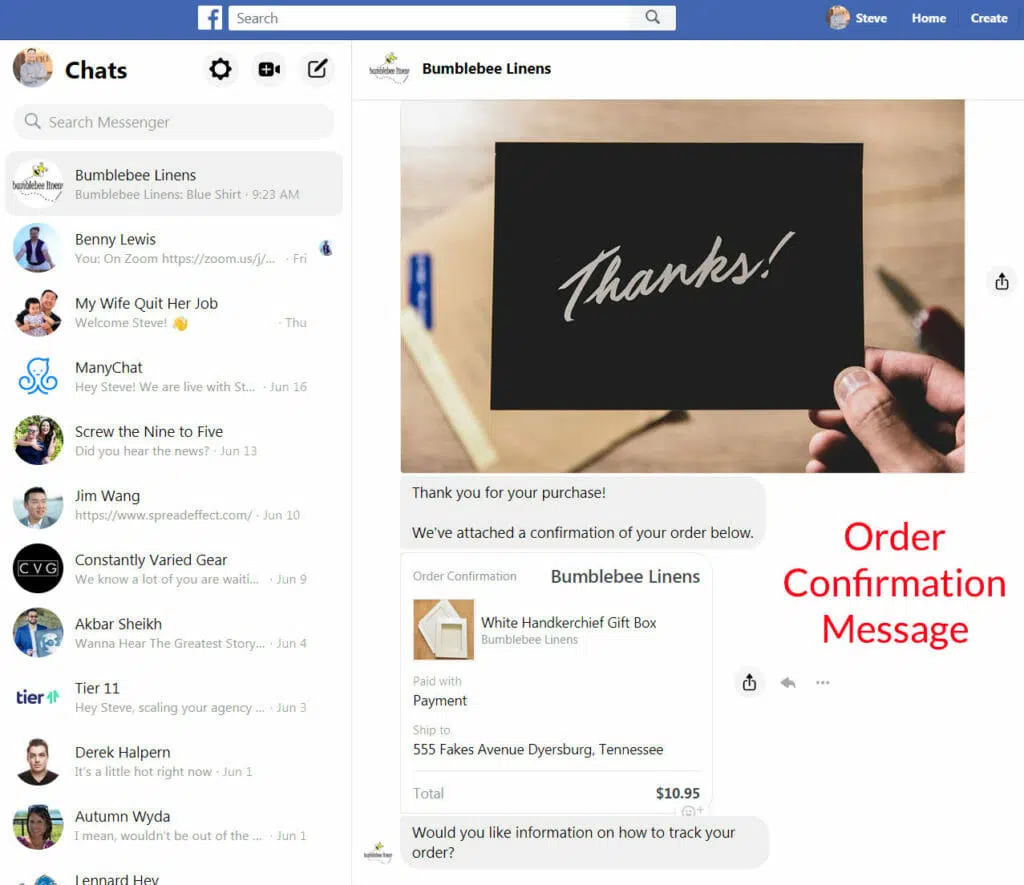 Search
Steve
Home
Create
Chats
Search Messenger
Bumblebee Linens
Bumblebee Linens: Blue Shirt · 9:23 AM
Benny Lewis
You: On Zoom https://zoom.us/j/... · Fri
My Wife Quit Her Job
Welcome Steve! 👋 · Thu
ManyChat
Hey Steve! We are live with St... · Jun 16
Screw the Nine to Five
Did you hear the news? · Jun 13
Jim Wang
https://www.spreadeffect.com/ · Jun 10
CVG
Constantly Varied Gear
We know a lot of you are waiti... · Jun 9
Akbar Sheikh
Wanna Hear The Greatest Story... · Jun 4
tier 11
Tier 11
Hey Steve, scaling your agency ... · Jun 3
Derek Halpern
It's a little hot right now · Jun 1
Autumn Wyda
I mean, wouldn't be out of the ... · Jun 1
Lennard Hey
bumblebee linens
Bumblebee Linens
Thanks!
Thank you for your purchase!
We've attached a confirmation of your order below.
Order Confirmation
Bumblebee Linens
White Handkerchief Gift Box
Bumblebee Linens
Paid with
Payment
Ship to
555 Fakes Avenue Dyersburg, Tennessee
Total
$10.95
Would you like information on how to track your
order?
Order
Confirmation
Message